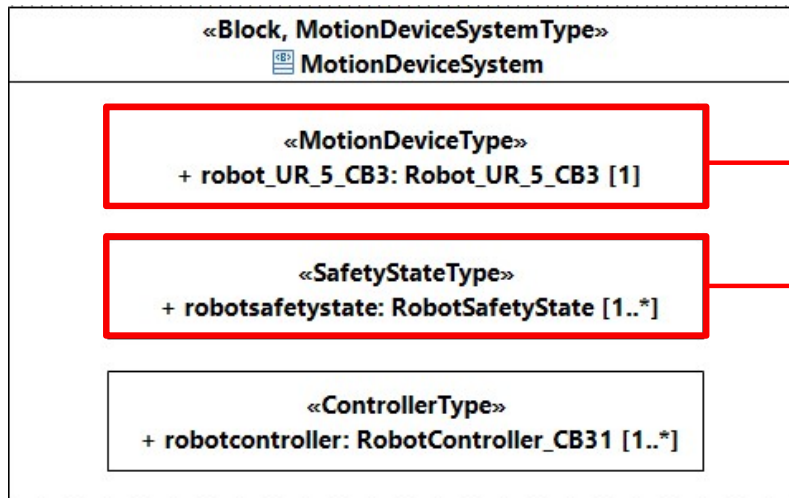 «Block, MotionDeviceSystemType»
MotionDeviceSystem
«MotionDeviceType»
+ robot_UR_5_CB3: Robot_UR_5_CB3 [1]
«SafetyStateType»
+ robotsafetystate: RobotSafetyState [1..*]
«ControllerType»
+ robotcontroller: RobotController_CB31 [1..*]